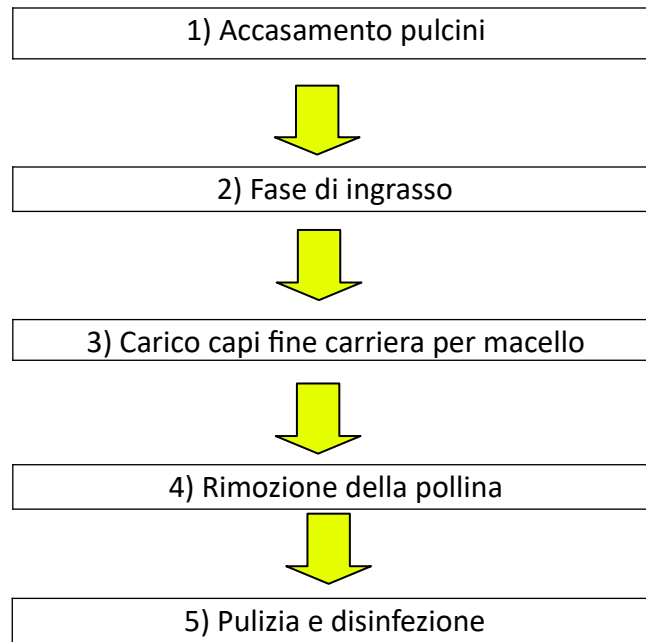 1) Accasamento pulcini
2) Fase di ingrasso
3) Carico capi fine carriera per macello
4) Rimozione della pollina
5) Pulizia e disinfezione